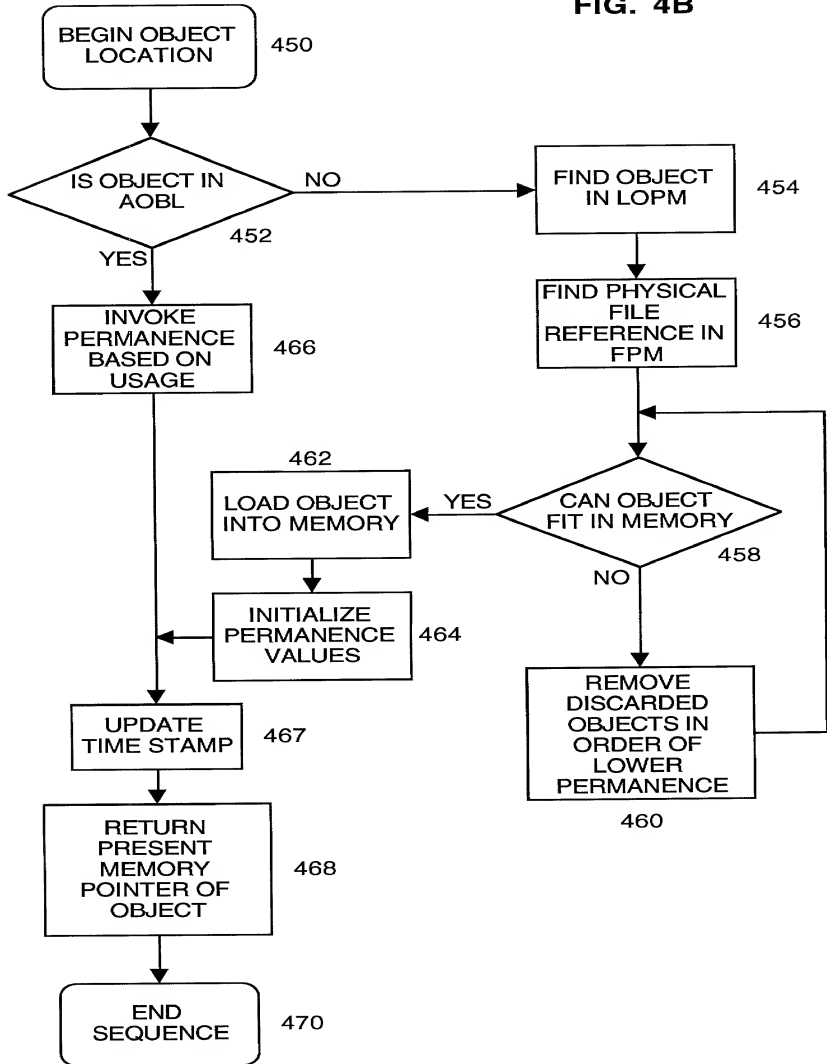 FIG. 4B
BEGIN OBJECT
LOCATION
450
IS OBJECT IN
AOBL
452
NO
YES
FIND OBJECT
IN LOPM
454
FIND PHYSICAL
FILE
REFERENCE IN
FPM
456
INVOKE
PERMANENCE
BASED ON
USAGE
466
CAN OBJECT
FIT IN MEMORY
458
YES
NO
462
LOAD OBJECT
INTO MEMORY
INITIALIZE
PERMANENCE
VALUES
464
REMOVE
DISCARDED
OBJECTS IN
ORDER OF
LOWER
PERMANENCE
460
UPDATE
TIME STAMP
467
RETURN
PRESENT
MEMORY
POINTER OF
OBJECT
468
END
SEQUENCE
470